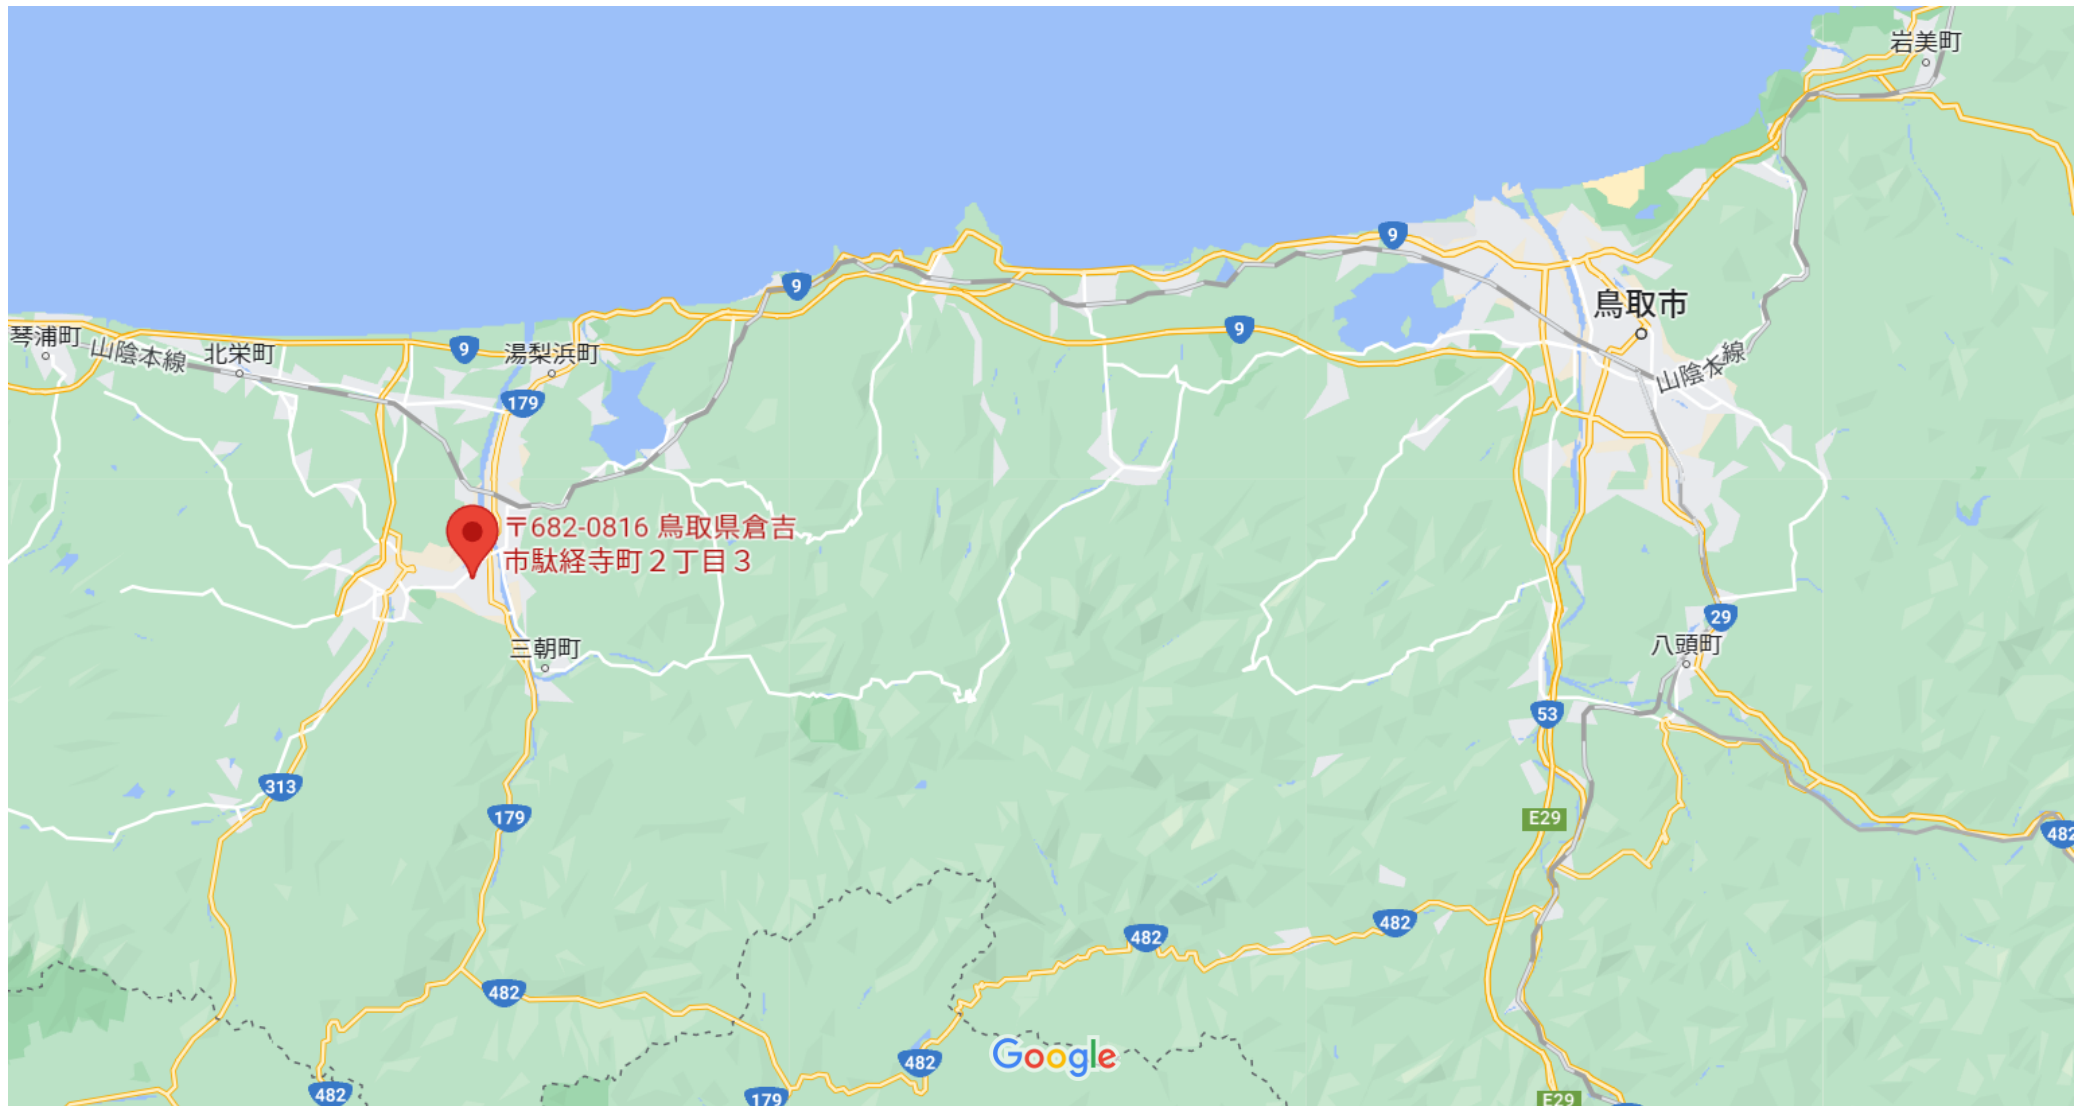 岩美町
9
鳥取市
9
9
琴浦町
山陰本線
北栄町
9
湯梨浜町
山陰本線
179
〒682-0816 鳥取県倉吉
市駄経寺町２丁目３
29
三朝町
八頭町
53
313
179
E29
482
482
482
482
Google
482
482
179
E29